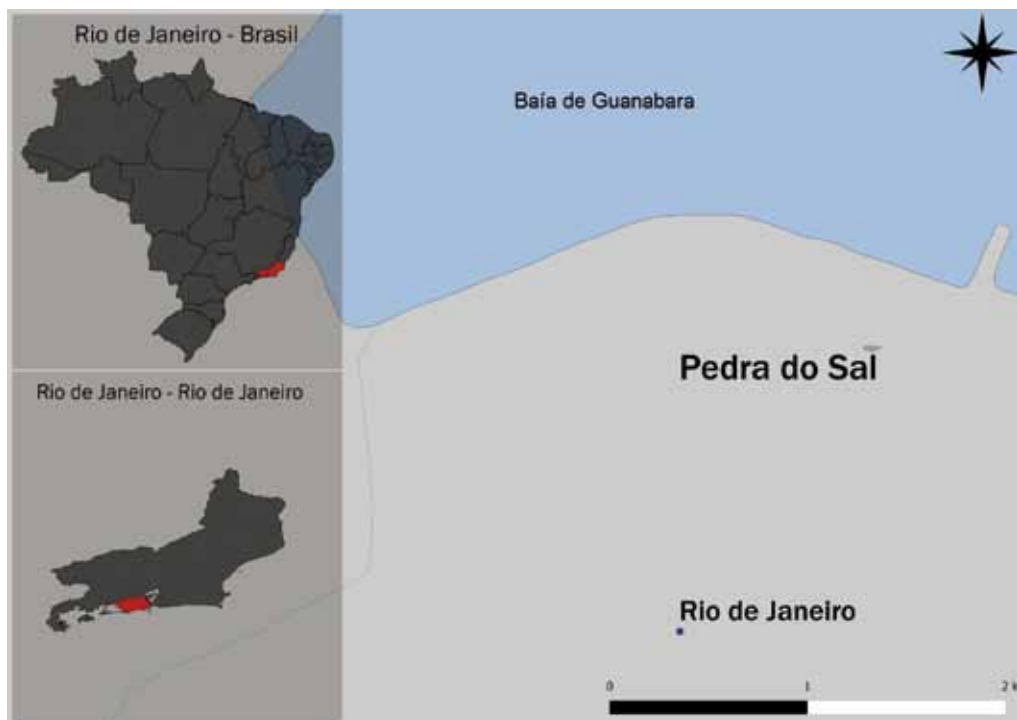 Rio de Janeiro - Brasil
Baía de Guanabara
Pedra do Sal
Rio de Janeiro - Rio de Janeiro
Rio de Janeiro
0 1 2 k